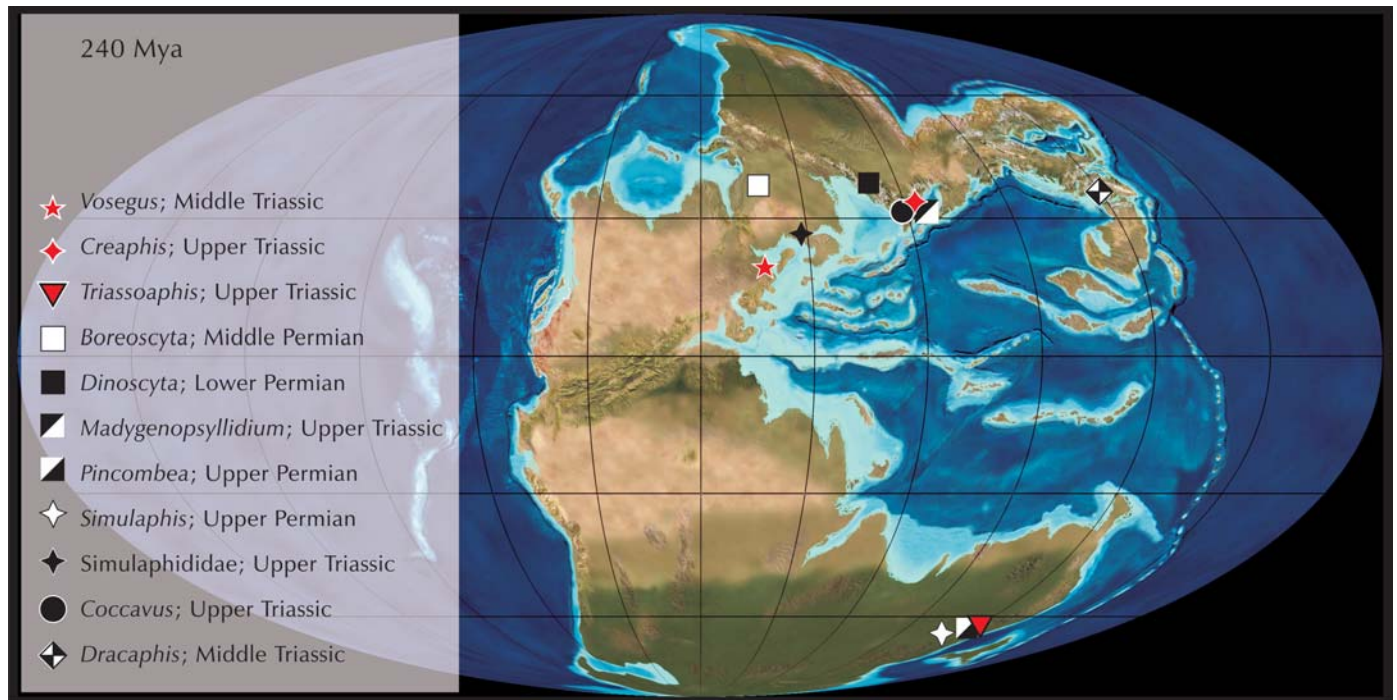 240 Mya
Vosegus; Middle Triassic
Creaphis; Upper Triassic
Triassoaphis; Upper Triassic
Boreoscyta; Middle Permian
Dinoscyta; Lower Permian
Madygenopsyllidium; Upper Triassic
Pincombea; Upper Permian
Simulaphis; Upper Permian
Simulaphididae; Upper Triassic
Coccavus; Upper Triassic
Dracaphis; Middle Triassic